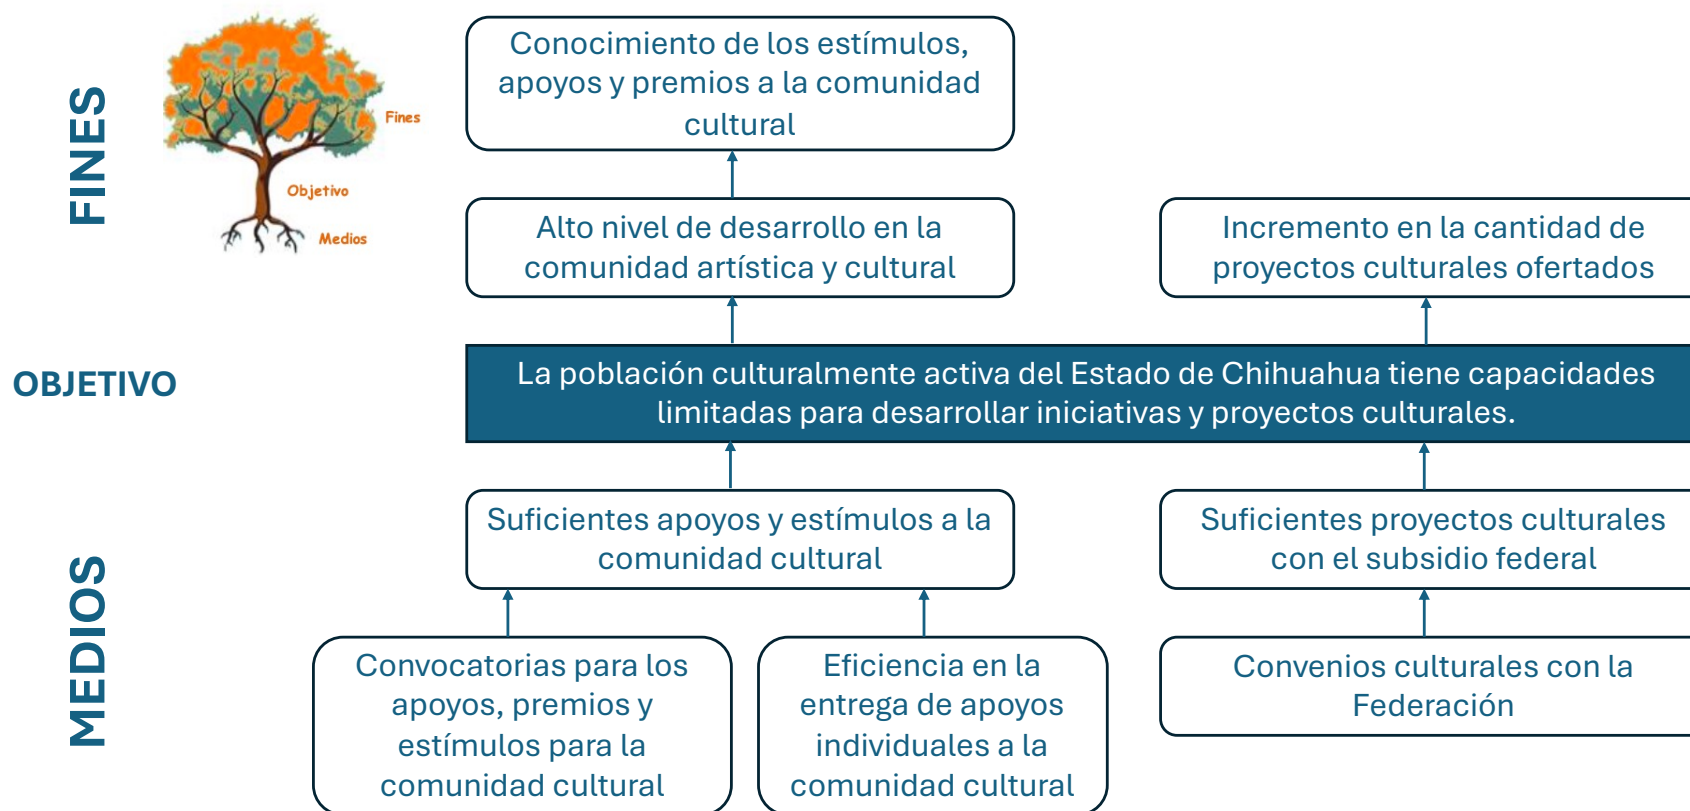 FINES
Fines
Objetivo
Medios
Conocimiento de los estímulos,
apoyos y premios a la comunidad
cultural
Alto nivel de desarrollo en la
comunidad artística y cultural
Incremento en la cantidad de
proyectos culturales ofertados
OBJETIVO
La población culturalmente activa del Estado de Chihuahua tiene capacidades
limitadas para desarrollar iniciativas y proyectos culturales.
MEDIOS
Suficientes apoyos y estímulos a la
comunidad cultural
Suficientes proyectos culturales
con el subsidio federal
Convocatorias para los
apoyos, premios y
estímulos para la
comunidad cultural
Eficiencia en la
entrega de apoyos
individuales a la
comunidad cultural
Convenios culturales con la
Federación